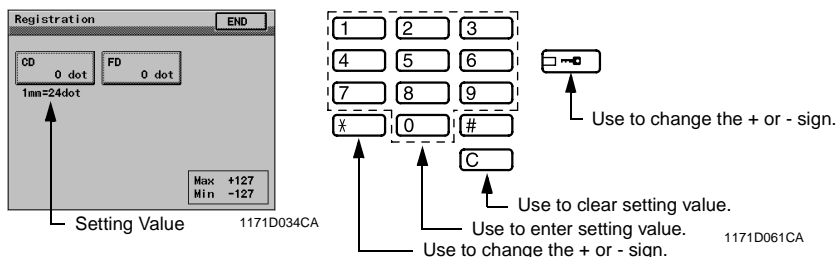 Registration
END
CD
0 dot
FD
0 dot
1mm=24dot
Max +127
Min -127
Setting Value
1171D034CA
1 2 3
4 5 6
7 8 9
* 0 #
C
Use to change the + or - sign.
Use to clear setting value.
Use to enter setting value.
Use to change the + or - sign.
1171D061CA